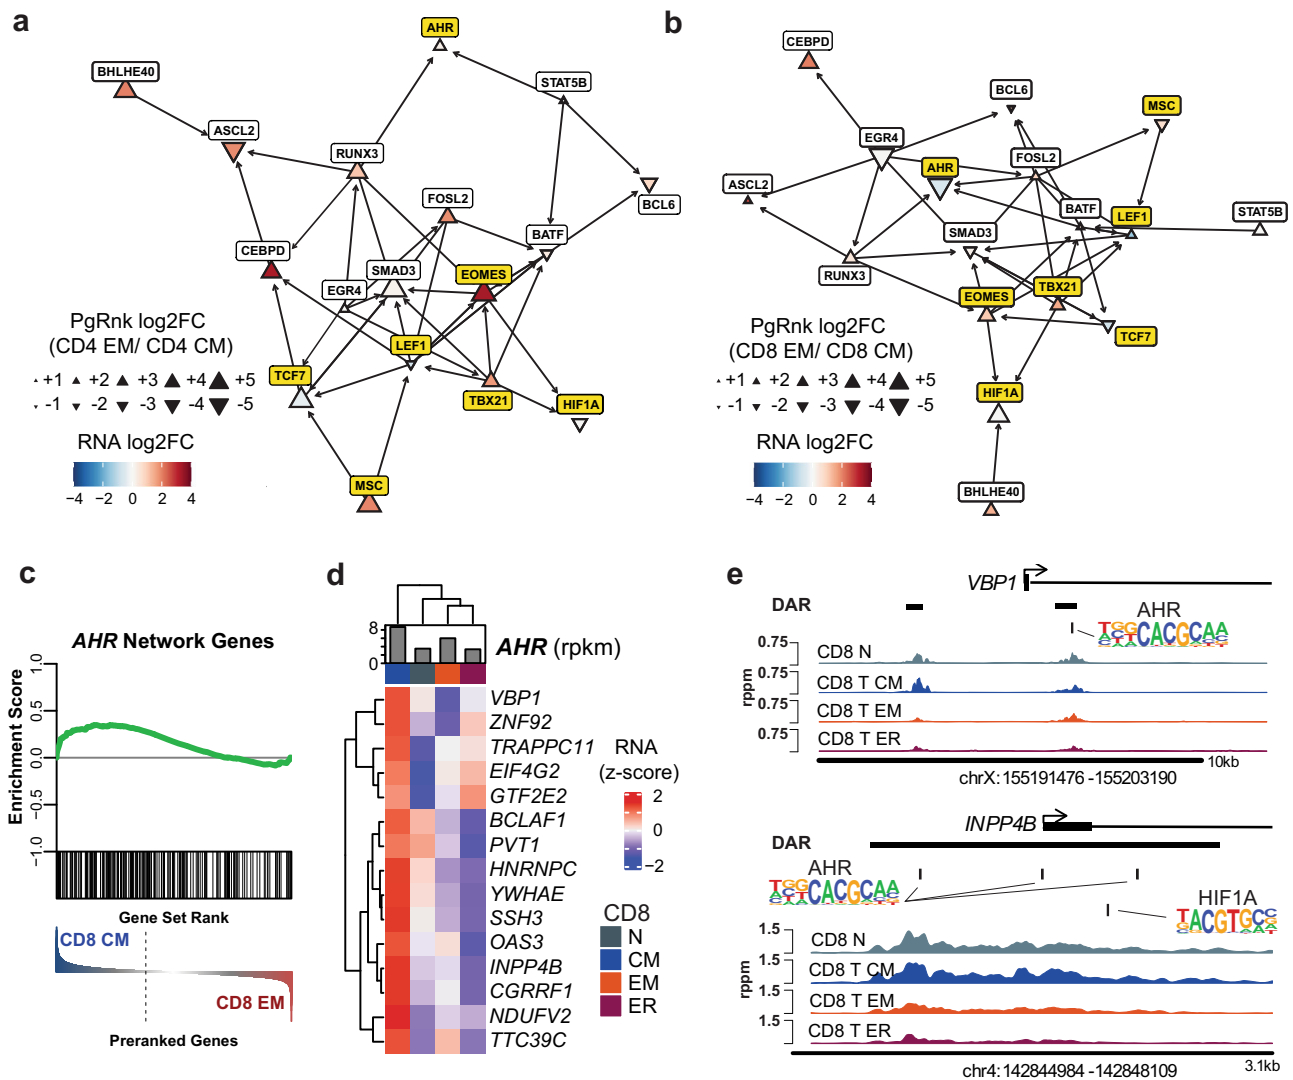 a
AHR
BHLHE40
STAT5B
ASCL2
RUNX3
FOSL2
BCL6
BATF
CEBPD
SMAD3
EOMES
EGR4
LEF1
TCF7
TBX21
HIF1A
MSC
PgRnk log2FC
(CD4 EM/ CD4 CM)
+1 +2 +3 +4 +5
-1 -2 -3 -4 -5
RNA log2FC
−4 −2 0 2 4
b
CEBPD
BCL6
MSC
EGR4
FOSL2
AHR
ASCL2
BATF
LEF1
STAT5B
SMAD3
RUNX3
TBX21
EOMES
TCF7
HIF1A
BHLHE40
PgRnk log2FC
(CD8 EM/ CD8 CM)
+1 +2 +3 +4 +5
-1 -2 -3 -4 -5
RNA log2FC
−4 −2 0 2 4
c
AHR Network Genes
Enrichment Score
1.0
0.5
0.0
−0.5
−1.0
Gene Set Rank
CD8 CM
CD8 EM
Preranked Genes
d
8
4
0
AHR (rpkm)
VBP1
ZNF92
TRAPPC11
EIF4G2
GTF2E2
BCLAF1
PVT1
HNRNPC
YWHAE
SSH3
OAS3
INPP4B
CGRRF1
NDUFV2
TTC39C
RNA
(z-score)
2
0
−2
CD8
N
CM
EM
ER
e
VBP1
DAR
AHR
CACGCAA
0.75
CD8 N
0.75
CD8 T CM
0.75
CD8 T EM
0.75
CD8 T ER
rppm
10kb
chrX: 155191476 -155203190
INPP4B
DAR
AHR
CACGCAA
HIF1A
TACGTGC
1.5
CD8 N
1.5
CD8 T CM
1.5
CD8 T EM
1.5
CD8 T ER
rppm
3.1kb
chr4: 142844984 -142848109